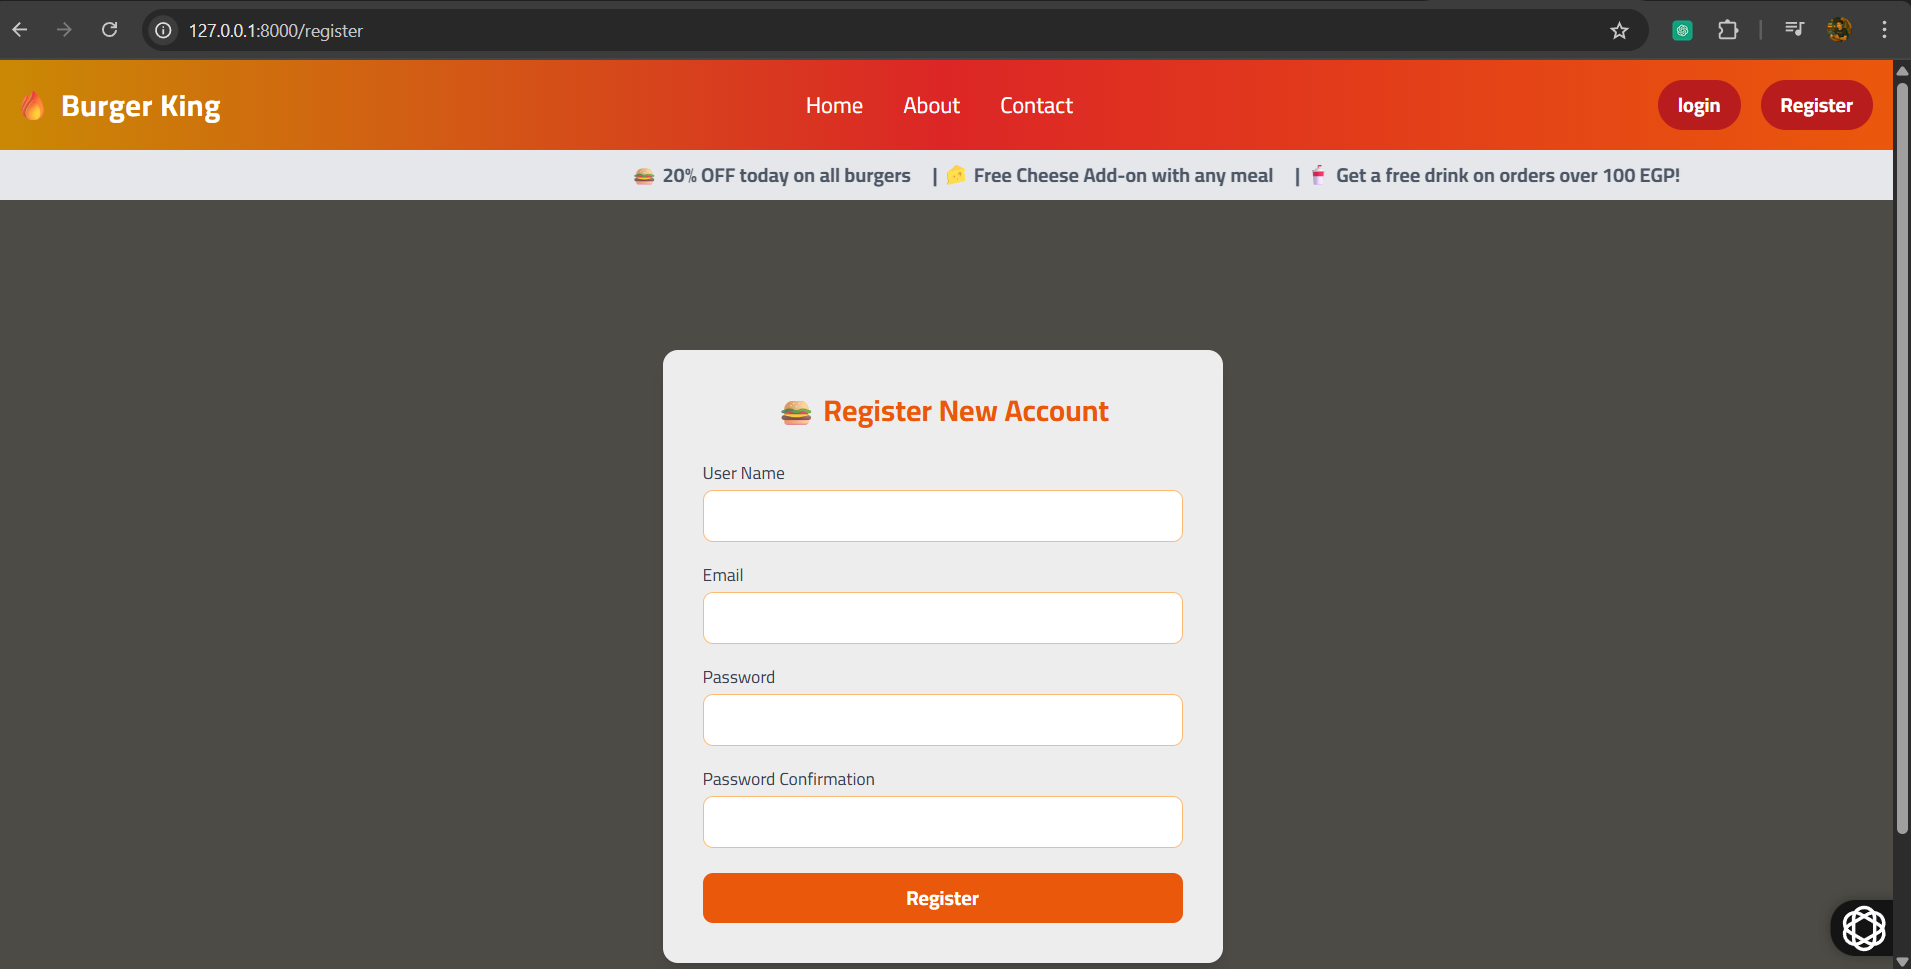 127.0.0.1:8000/register
🔥 Burger King
Home
About
Contact
login
Register
🍔 20% OFF today on all burgers | 🧀 Free Cheese Add-on with any meal | 🥤 Get a free drink on orders over 100 EGP!
🍔 Register New Account
User Name
Email
Password
Password Confirmation
Register